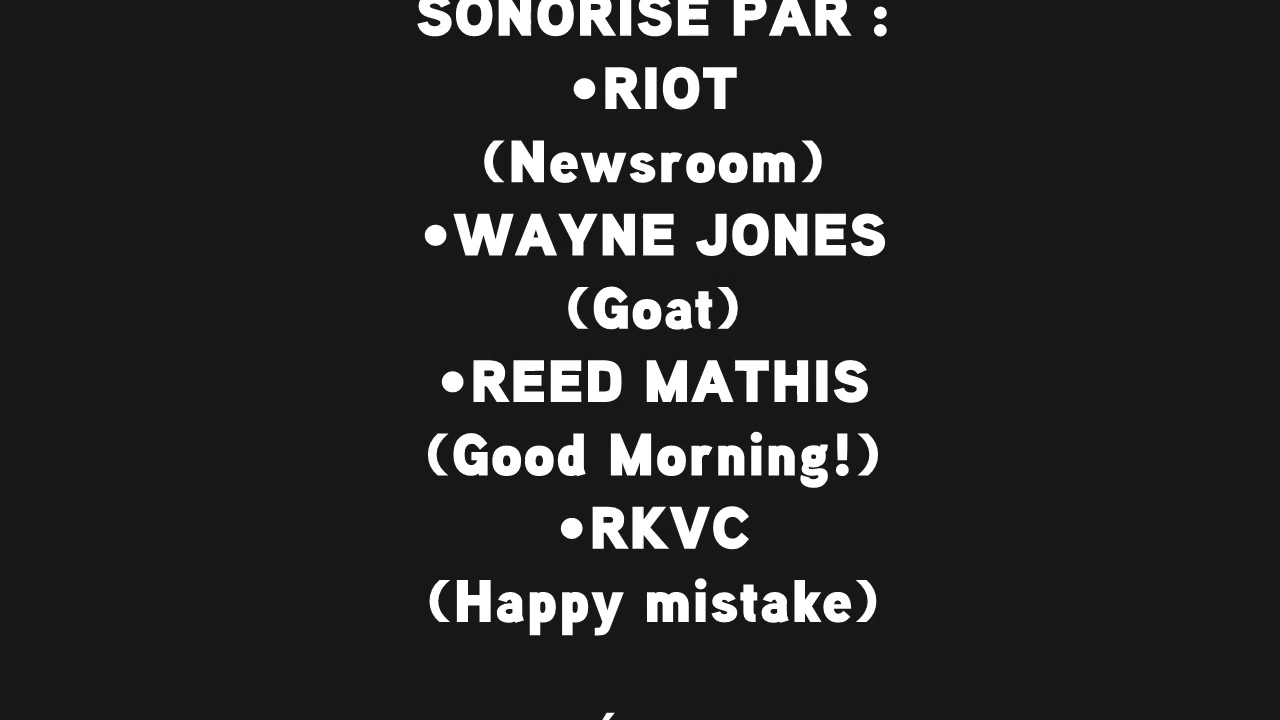 SONORISE PAR :
•RIOT
(Newsroom)
•WAYNE JONES
(Goat)
•REED MATHIS
(Good Morning!)
•RKVC
(Happy mistake)